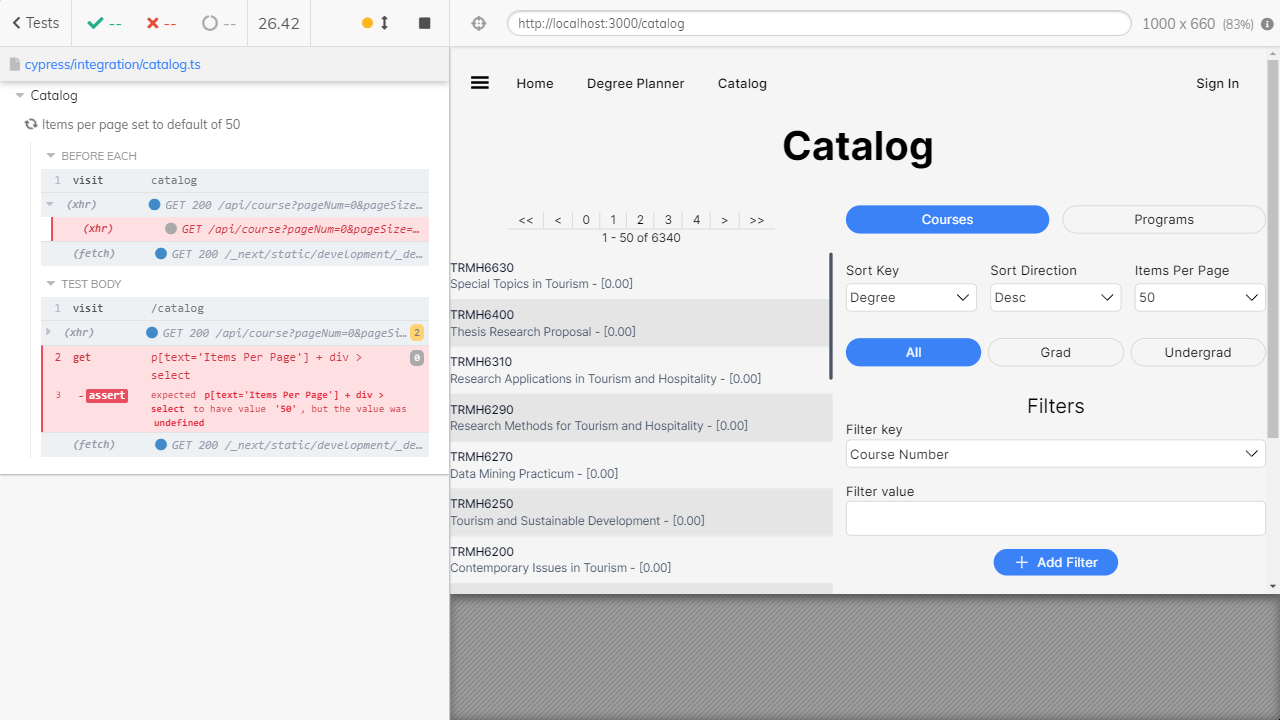 Tests
--
--
--
26.42
http://localhost:3000/catalog
1000 x 660 (83%)
cypress/integration/catalog.ts
Catalog
Items per page set to default of 50
BEFORE EACH
1 visit catalog
(xhr) GET 200 /api/course?pageNum=0&pageSize…
(xhr) GET /api/course?pageNum=0&pageSize=…
(fetch) GET 200 /_next/static/development/_de…
TEST BODY
1 visit /catalog
(xhr) GET 200 /api/course?pageNum=0&pageSi… 2
2 get p[text='Items Per Page'] + div > 0
select
3 -assert expected p[text='Items Per Page'] + div >
select to have value '50', but the value was
undefined
(fetch) GET 200 /_next/static/development/_de…
Home Degree Planner Catalog Sign In
Catalog
<< < 0 1 2 3 4 > >>
1 - 50 of 6340
TRMH6630
Special Topics in Tourism - [0.00]
TRMH6400
Thesis Research Proposal - [0.00]
TRMH6310
Research Applications in Tourism and Hospitality - [0.00]
TRMH6290
Research Methods for Tourism and Hospitality - [0.00]
TRMH6270
Data Mining Practicum - [0.00]
TRMH6250
Tourism and Sustainable Development - [0.00]
TRMH6200
Contemporary Issues in Tourism - [0.00]
Courses Programs
Sort Key Sort Direction Items Per Page
Degree Desc 50
All Grad Undergrad
Filters
Filter key
Course Number
Filter value
+ Add Filter